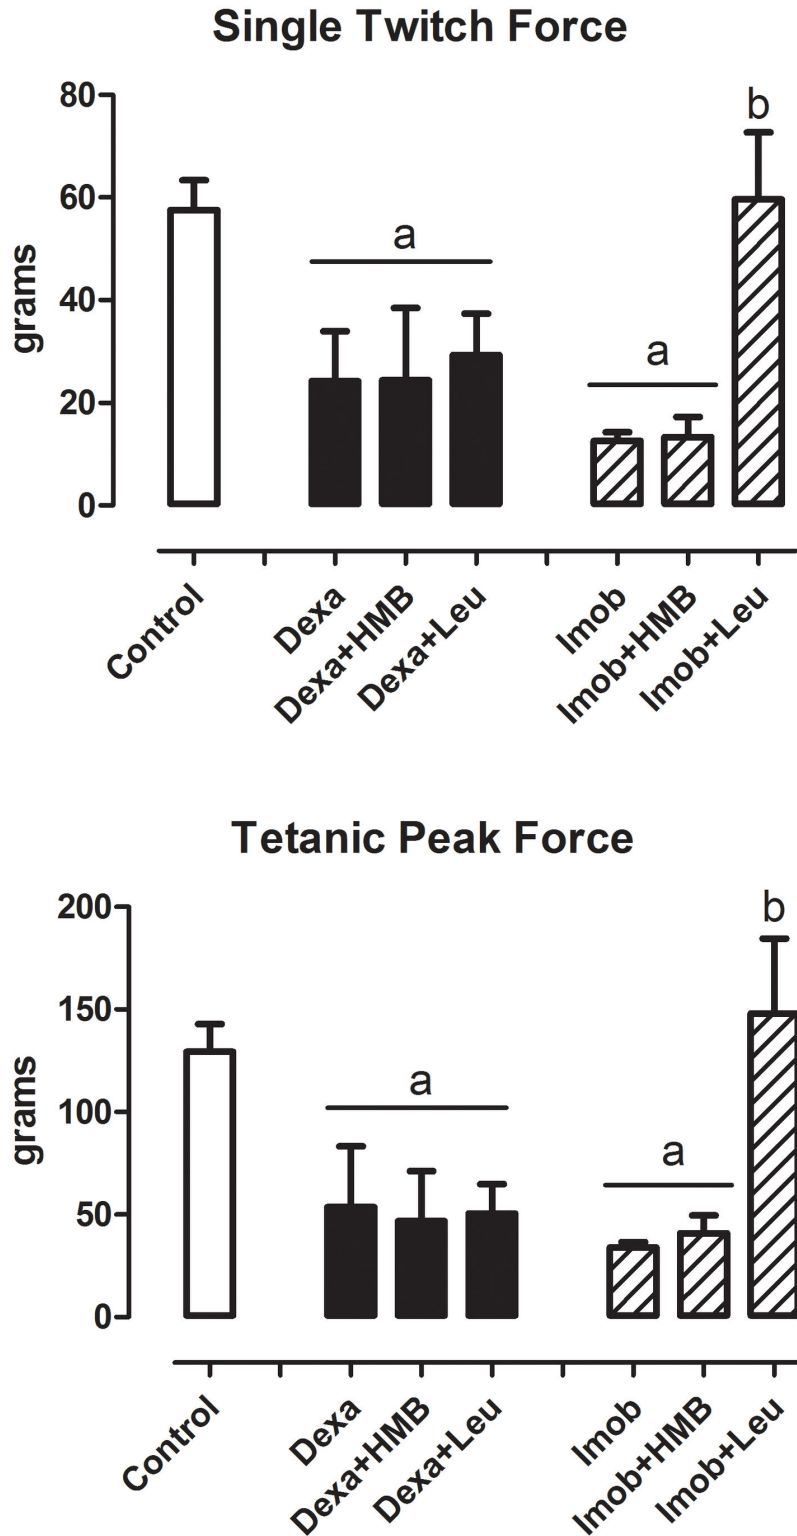 Single Twitch Force
80
b
60
a
grams
40
a
20
0
Control
Dexa
Dexa+HMB
Dexa+Leu
Imob
Imob+HMB
Imob+Leu
Tetanic Peak Force
200
b
150
a
grams
100
a
50
0
Control
Dexa
Dexa+HMB
Dexa+Leu
Imob
Imob+HMB
Imob+Leu